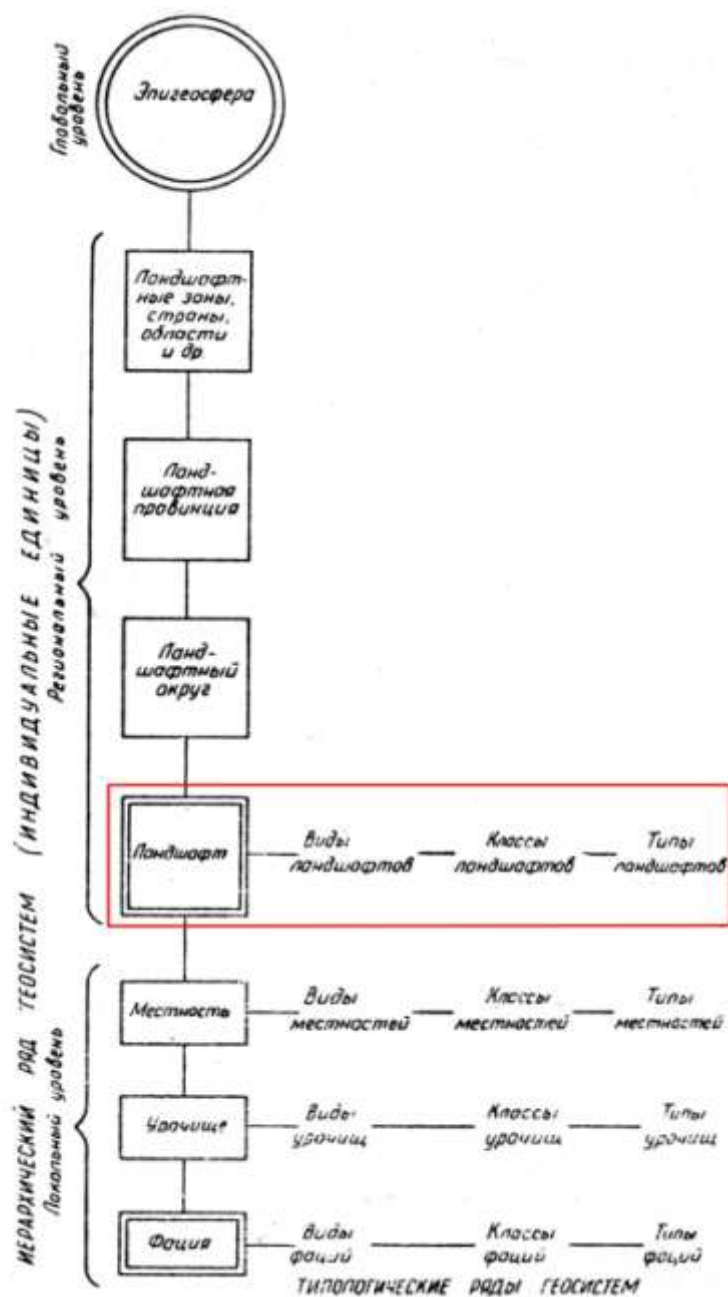 Глобальный
уровень
Эпигеосфера
ИЕРАРХИЧЕСКИЙ РЯД ГЕОСИСТЕМ (ИНДИВИДУАЛЬНЫЕ ЕДИНИЦЫ)
Региональный уровень
Ландшафт-
ные зоны,
страны,
области
и др.
Ланд-
шафтная
провинция
Ланд-
шафтный
округ
Ландшафт
Виды
ландшафтов
Классы
ландшафтов
Типы
ландшафтов
Локальный уровень
Местность
Виды
местностей
Классы
местностей
Типы
местностей
Урочище
Виды
урочищ
Классы
урочищ
Типы
урочищ
Фация
Виды
фаций
Классы
фаций
Типы
фаций
ТИПОЛОГИЧЕСКИЕ РЯДЫ ГЕОСИСТЕМ